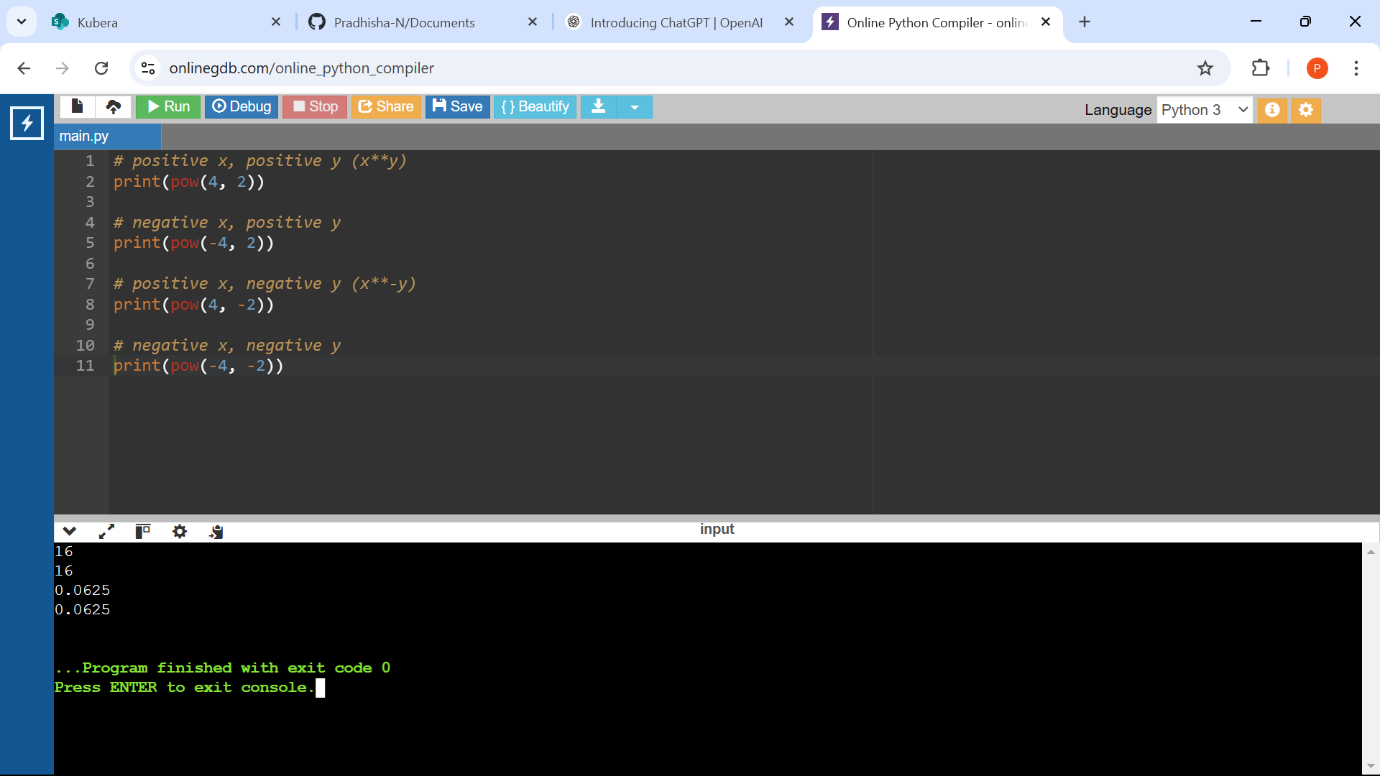 Kubera
Pradhisha-N/Documents
Introducing ChatGPT | OpenAI
Online Python Compiler - onlin
onlinegdb.com/online_python_compiler
P
Run Debug Stop Share Save { } Beautify
Language Python 3
main.py
1 # positive x, positive y (x**y)
2 print(pow(4, 2))
3
4 # negative x, positive y
5 print(pow(-4, 2))
6
7 # positive x, negative y (x**-y)
8 print(pow(4, -2))
9
10 # negative x, negative y
11 print(pow(-4, -2))
input
16
16
0.0625
0.0625
...Program finished with exit code 0
Press ENTER to exit console.